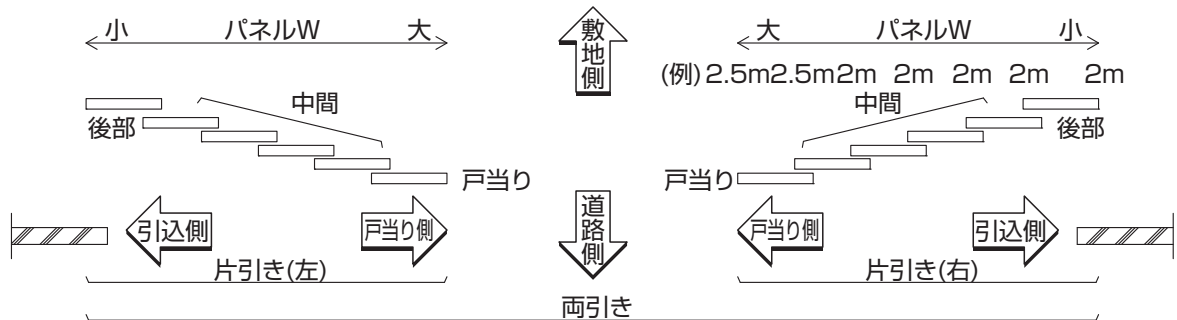 小 パネルW 大
敷地側
大 パネルW 小
(例) 2.5m2.5m2m 2m 2m 2m 2m
中間
中間
後部
後部
戸当り
戸当り
引込側
戸当り側
道路側
戸当り側
引込側
片引き(左)
片引き(右)
両引き